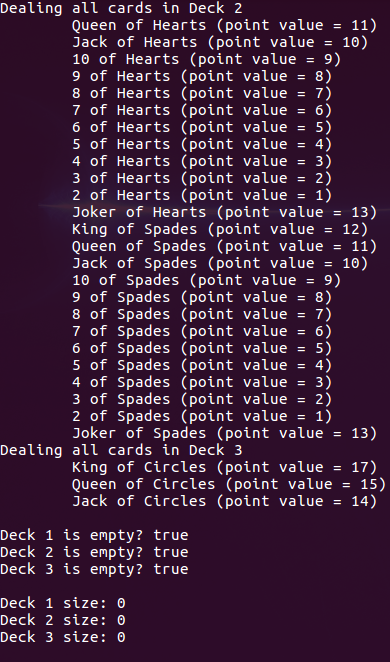 Dealing all cards in Deck 2
Queen of Hearts (point value = 11)
Jack of Hearts (point value = 10)
10 of Hearts (point value = 9)
9 of Hearts (point value = 8)
8 of Hearts (point value = 7)
7 of Hearts (point value = 6)
6 of Hearts (point value = 5)
5 of Hearts (point value = 4)
4 of Hearts (point value = 3)
3 of Hearts (point value = 2)
2 of Hearts (point value = 1)
Joker of Hearts (point value = 13)
King of Spades (point value = 12)
Queen of Spades (point value = 11)
Jack of Spades (point value = 10)
10 of Spades (point value = 9)
9 of Spades (point value = 8)
8 of Spades (point value = 7)
7 of Spades (point value = 6)
6 of Spades (point value = 5)
5 of Spades (point value = 4)
4 of Spades (point value = 3)
3 of Spades (point value = 2)
2 of Spades (point value = 1)
Joker of Spades (point value = 13)
Dealing all cards in Deck 3
King of Circles (point value = 17)
Queen of Circles (point value = 15)
Jack of Circles (point value = 14)
Deck 1 is empty? true
Deck 2 is empty? true
Deck 3 is empty? true
Deck 1 size: 0
Deck 2 size: 0
Deck 3 size: 0